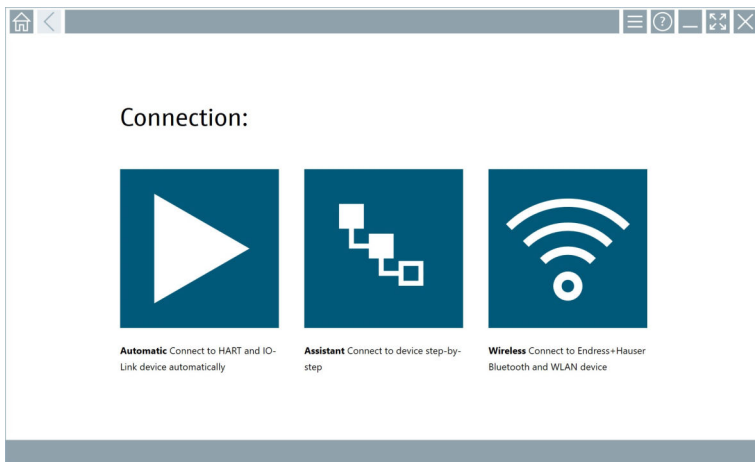 Connection:
Automatic Connect to HART and IO-
Link device automatically
Assistant Connect to device step-by-
step
Wireless Connect to Endress+Hauser
Bluetooth and WLAN device